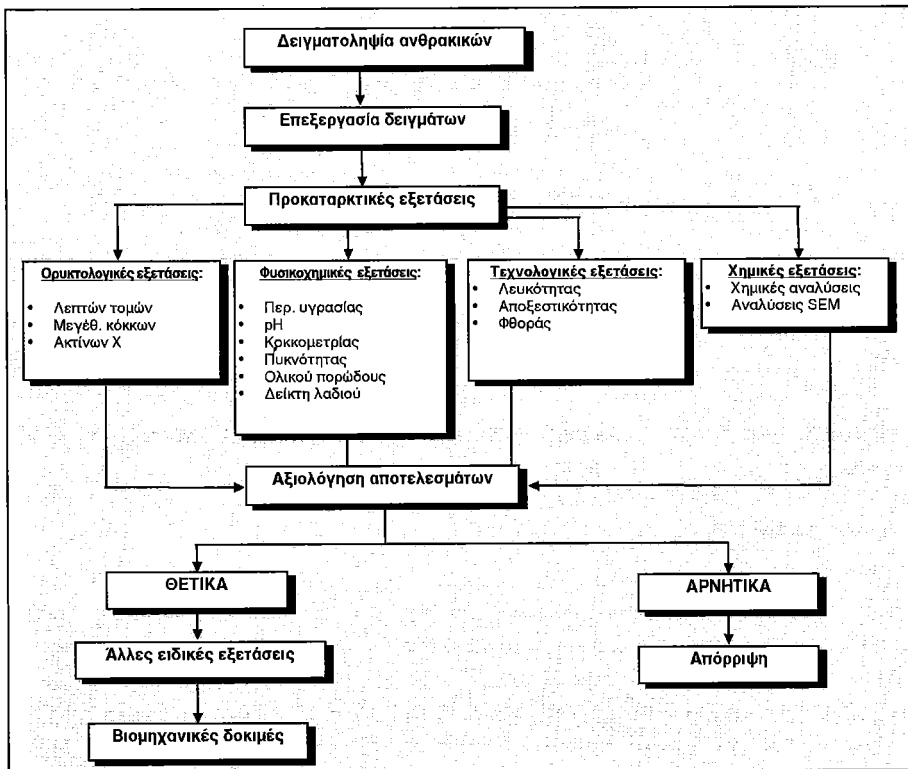 Δειγματοληψία ανθρακικών
Επεξεργασία δειγμάτων
Προκαταρκτικές εξετάσεις
Ορυκτολογικές εξετάσεις:
• Λεπτών τομών
• Μεγέθ. κόκκων
• Ακτίνων Χ
Φυσικοχημικές εξετάσεις:
• Περ. υγρασίας
• pH
• Κοκκομετρίας
• Πυκνότητας
• Ολικού πορώδους
• Δείκτη λαδιού
Τεχνολογικές εξετάσεις:
• Λευκότητας
• Αποξεστικότητας
• Φθοράς
Χημικές εξετάσεις:
• Χημικές αναλύσεις
• Αναλύσεις SEM
Αξιολόγηση αποτελεσμάτων
ΘΕΤΙΚΑ
ΑΡΝΗΤΙΚΑ
Άλλες ειδικές εξετάσεις
Απόρριψη
Βιομηχανικές δοκιμές